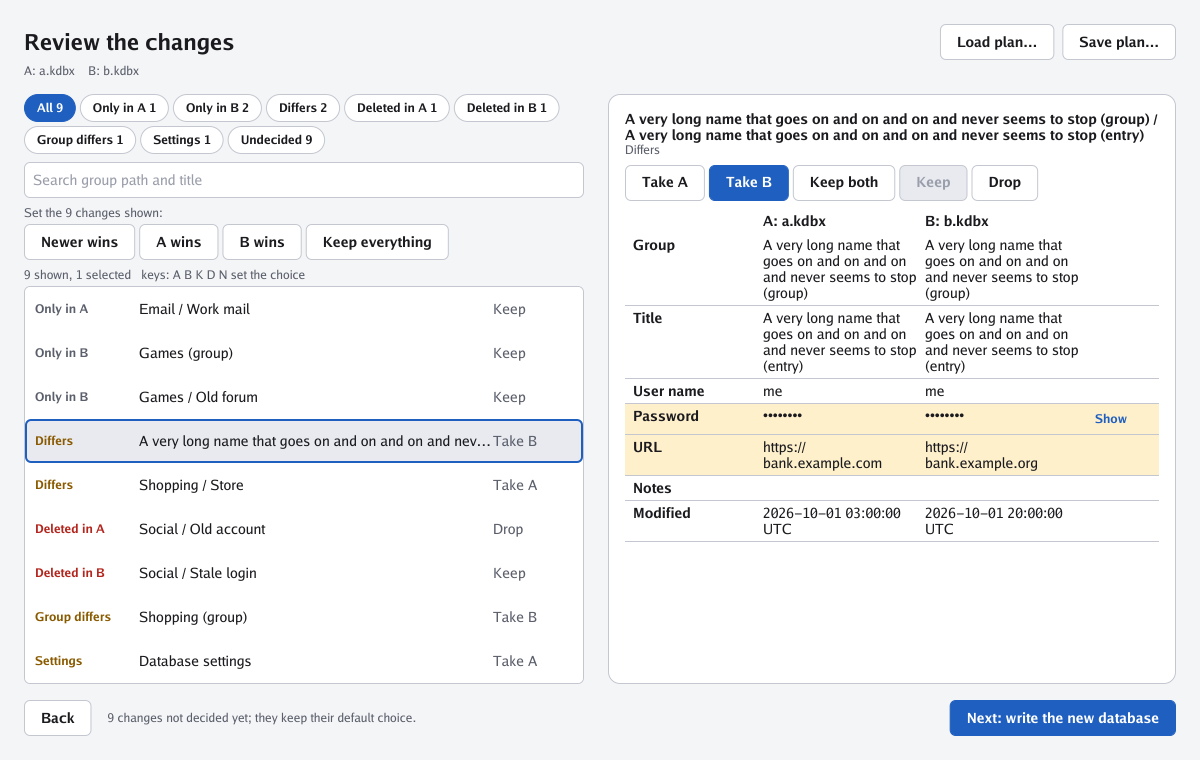 Review the changes
Load plan...
Save plan...
A: a.kdbx B: b.kdbx
All 9
Only in A 1
Only in B 2
Differs 2
Deleted in A 1
Deleted in B 1
Group differs 1
Settings 1
Undecided 9
Search group path and title
Set the 9 changes shown:
Newer wins
A wins
B wins
Keep everything
9 shown, 1 selected keys: A B K D N set the choice
Only in A Email / Work mail Keep
Only in B Games (group) Keep
Only in B Games / Old forum Keep
Differs A very long name that goes on and on and on and nev... Take B
Differs Shopping / Store Take A
Deleted in A Social / Old account Drop
Deleted in B Social / Stale login Keep
Group differs Shopping (group) Take B
Settings Database settings Take A
A very long name that goes on and on and on and never seems to stop (group) /
A very long name that goes on and on and on and never seems to stop (entry)
Differs
Take A
Take B
Keep both
Keep
Drop
A: a.kdbx B: b.kdbx
Group
A very long name that
goes on and on and on
and never seems to stop
(group)
A very long name that
goes on and on and on
and never seems to stop
(group)
Title
A very long name that
goes on and on and on
and never seems to stop
(entry)
A very long name that
goes on and on and on
and never seems to stop
(entry)
User name me me
Password •••••••• •••••••• Show
URL
https://
bank.example.com
https://
bank.example.org
Notes
Modified
2026-10-01 03:00:00
UTC
2026-10-01 20:00:00
UTC
Back
9 changes not decided yet; they keep their default choice.
Next: write the new database